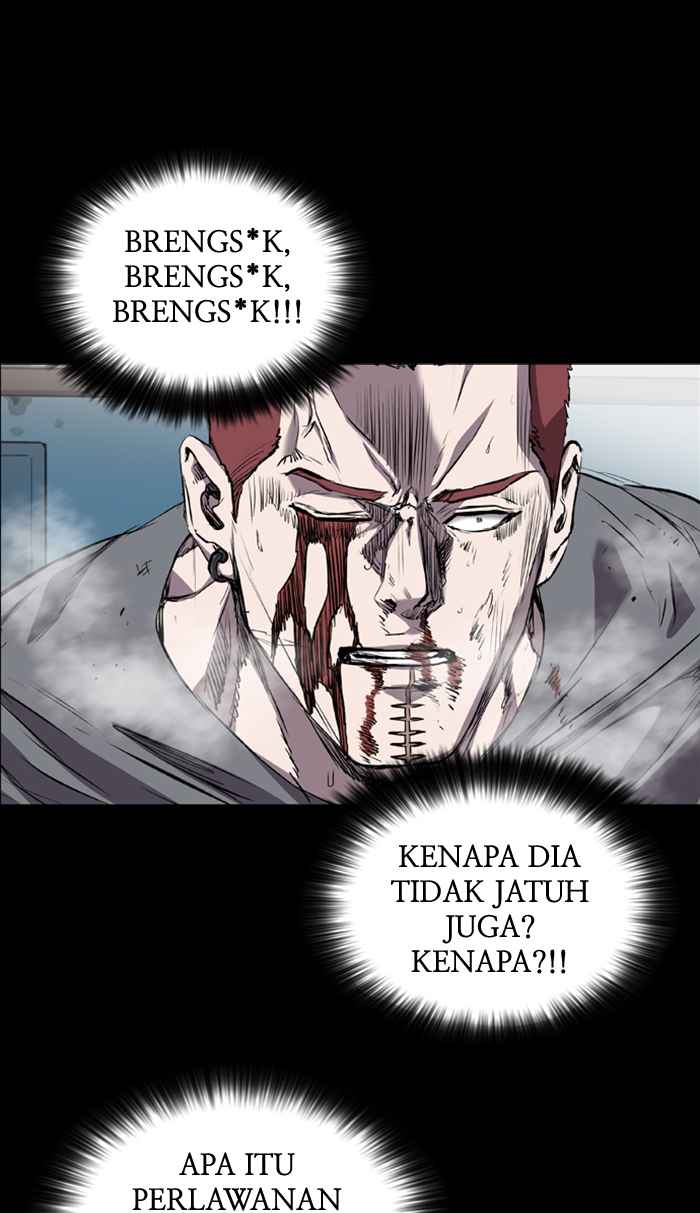 BRENGS*K,
BRENGS*K,
BRENGS*K!!!
KENAPA DIA
TIDAK JATUH
JUGA?
KENAPA?!!
APA ITU
PERLAWANAN